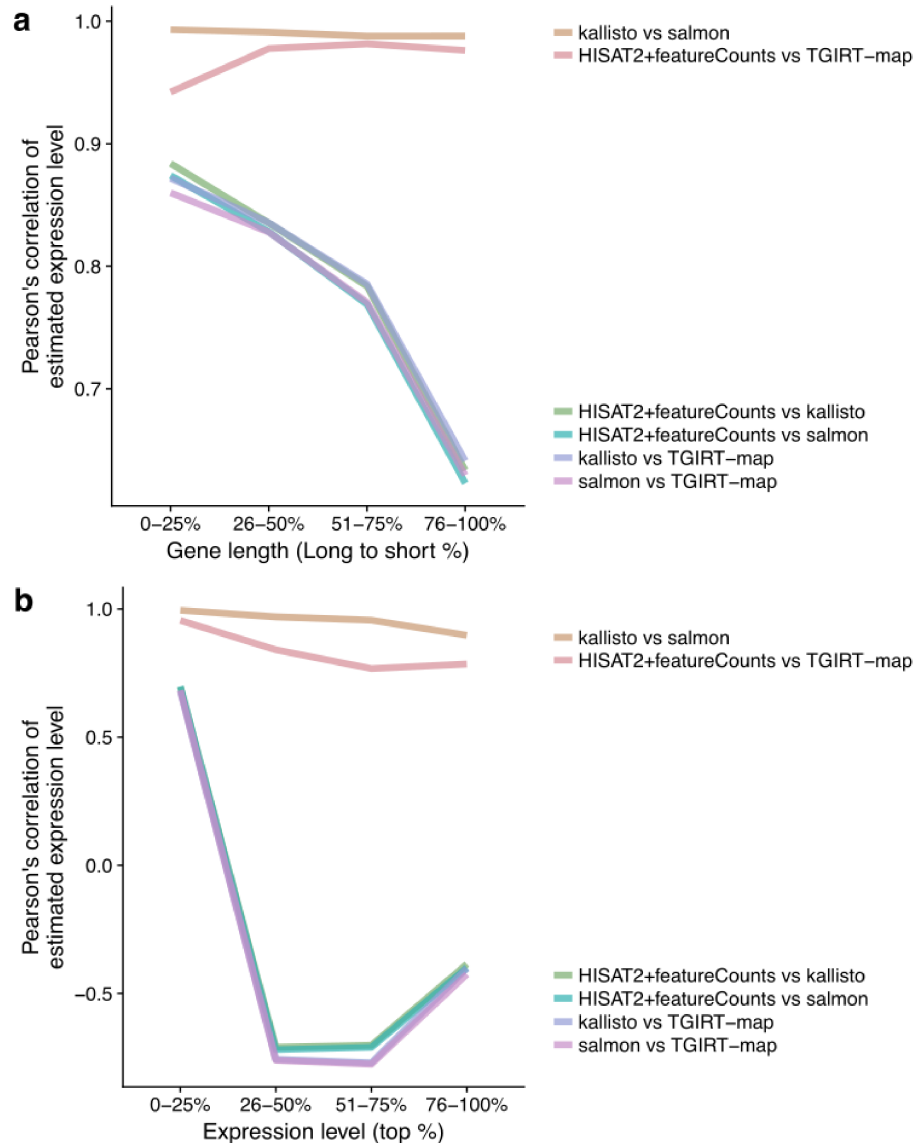 a
Pearson's correlation of
estimated expression level
1.0
0.9
0.8
0.7
0−25%
26−50%
51−75%
76−100%
Gene length (Long to short %)
kallisto vs salmon
HISAT2+featureCounts vs TGIRT−map
HISAT2+featureCounts vs kallisto
HISAT2+featureCounts vs salmon
kallisto vs TGIRT−map
salmon vs TGIRT−map
b
Pearson's correlation of
estimated expression level
1.0
0.5
0.0
−0.5
0−25%
26−50%
51−75%
76−100%
Expression level (top %)
kallisto vs salmon
HISAT2+featureCounts vs TGIRT−map
HISAT2+featureCounts vs kallisto
HISAT2+featureCounts vs salmon
kallisto vs TGIRT−map
salmon vs TGIRT−map